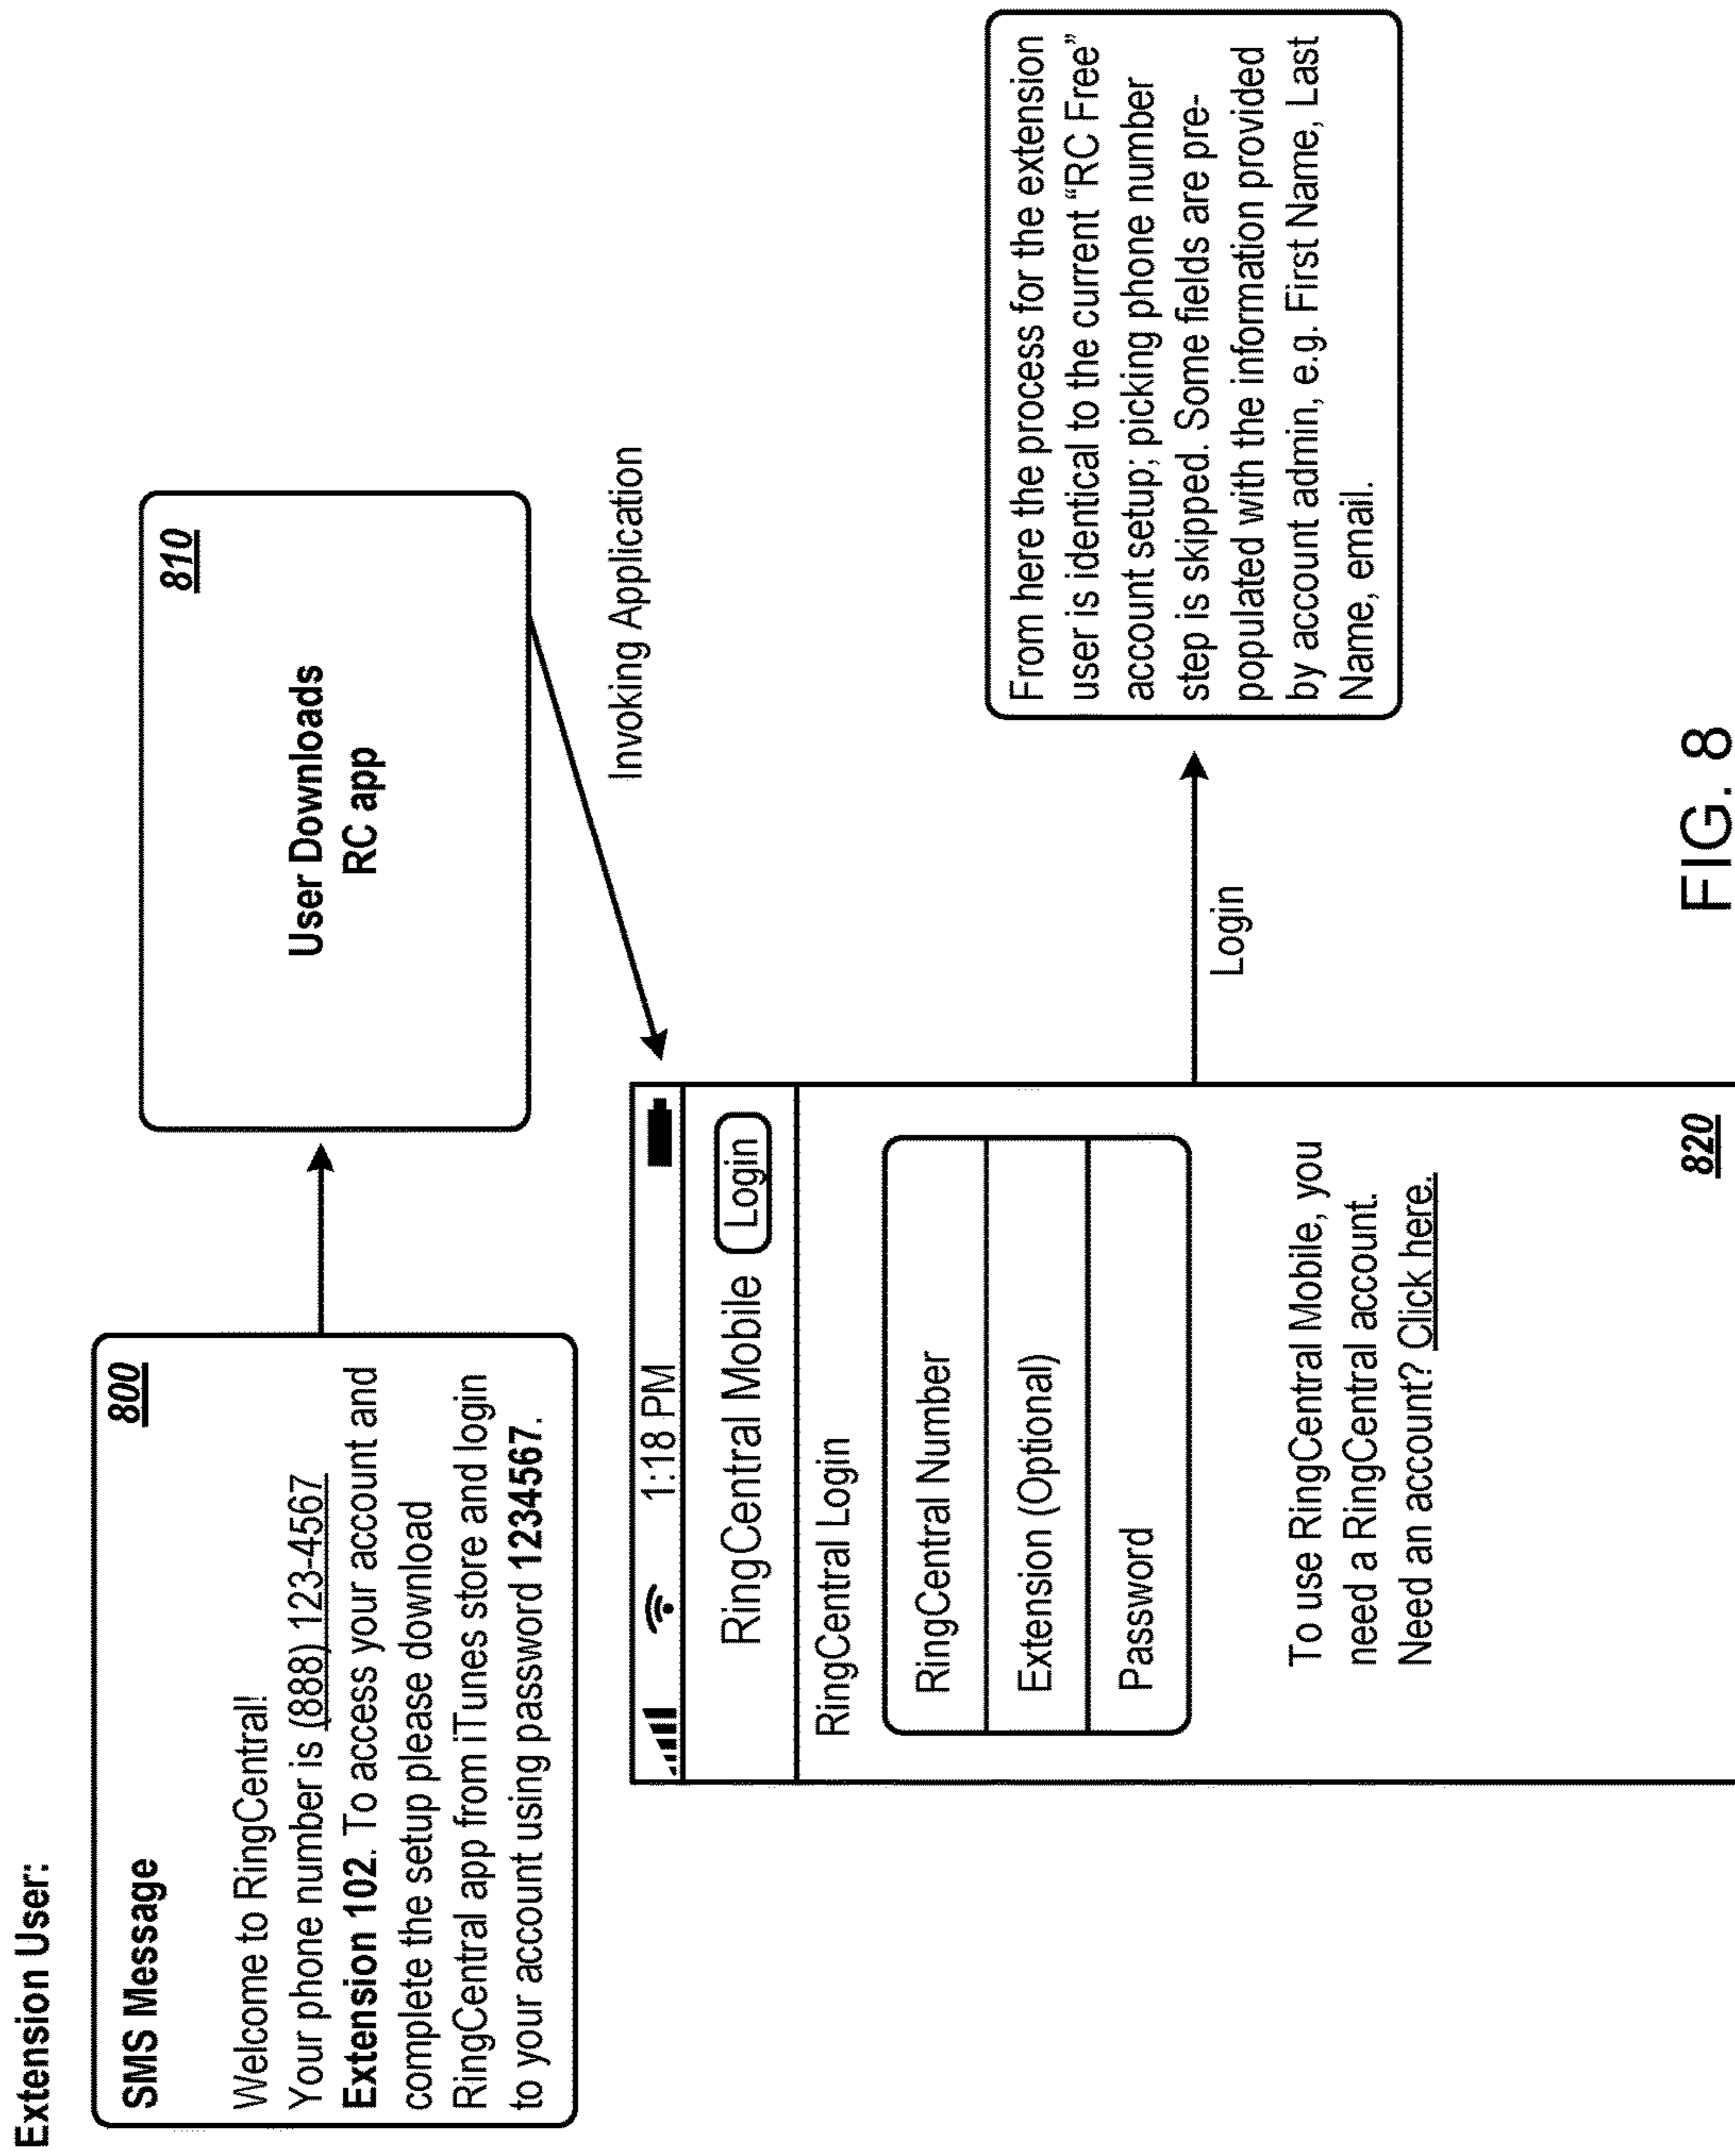 Extension User:
800
SMS Message
Welcome to RingCentral!
Your phone number is (888) 123-4567
Extension 102. To access your account and
complete the setup please download
RingCentral app from iTunes store and login
to your account using password 1234567.
810
User Downloads
RC app
Invoking Application
1:18 PM
RingCentral Mobile Login
RingCentral Login
RingCentral Number
Extension (Optional)
Password
To use RingCentral Mobile, you
need a RingCentral account.
Need an account? Click here.
820
Login
From here the process for the extension
user is identical to the current “RC Free”
account setup; picking phone number
step is skipped. Some fields are pre-
populated with the information provided
by account admin, e.g. First Name, Last
Name, email.
FIG. 8